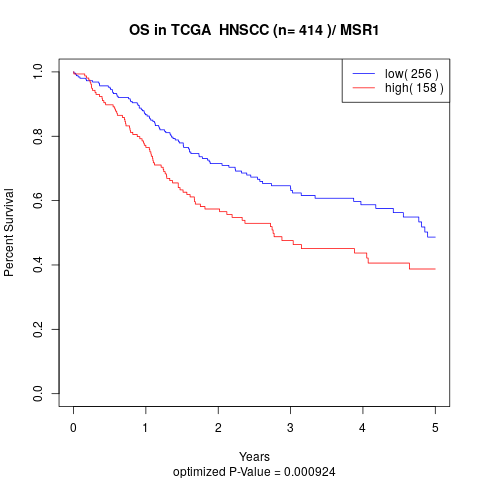 OS in TCGA HNSCC (n= 414 )/ MSR1
low( 256 )
high( 158 )
Percent Survival
1.0
0.8
0.6
0.4
0.2
0.0
0 1 2 3 4 5
Years
optimized P-Value = 0.000924